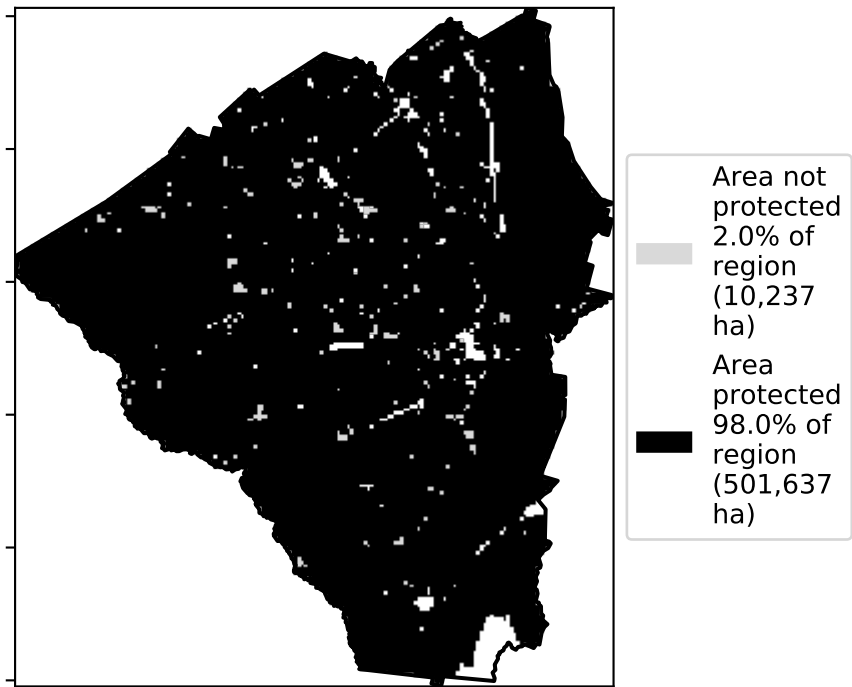 Area not
protected
2.0% of
region
(10,237
ha)
Area
protected
98.0% of
region
(501,637
ha)